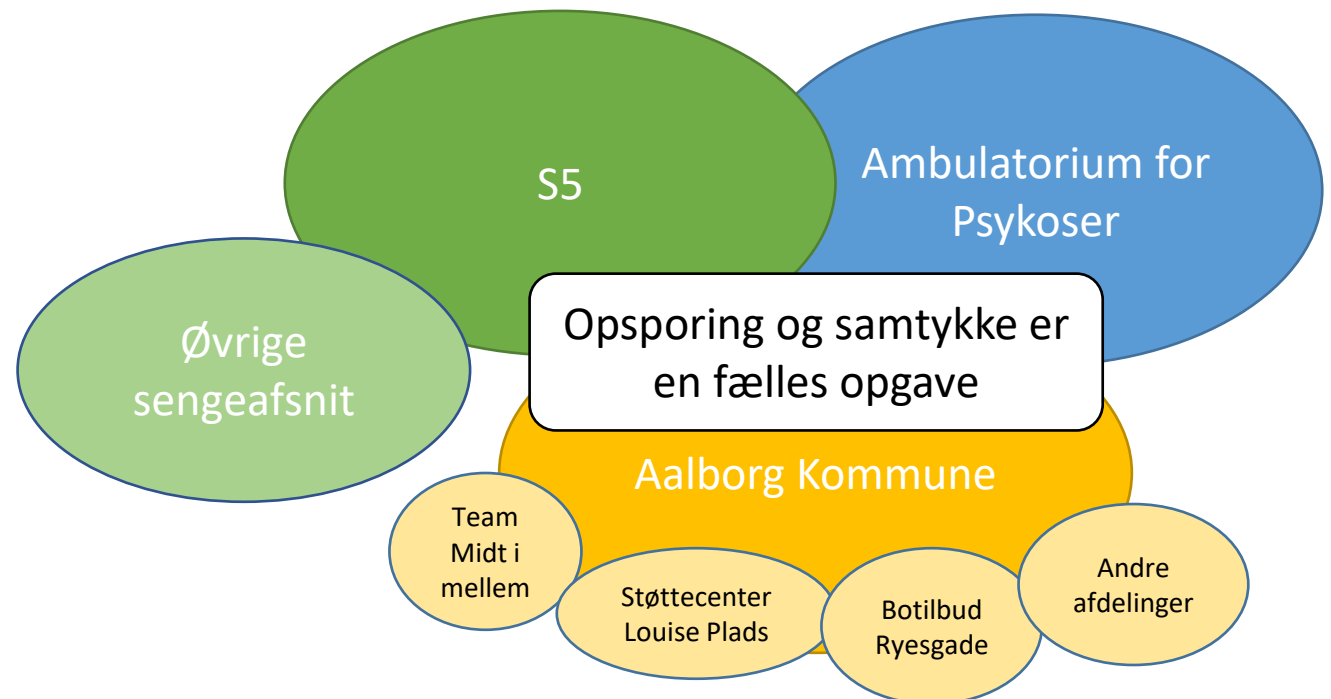 S5
Ambulatorium for
Psykoser
Øvrige
sengeafsnit
Opsporing og samtykke er
en fælles opgave
Aalborg Kommune
Team
Midt i
mellem
Støttecenter
Louise Plads
Botilbud
Ryesgade
Andre
afdelinger